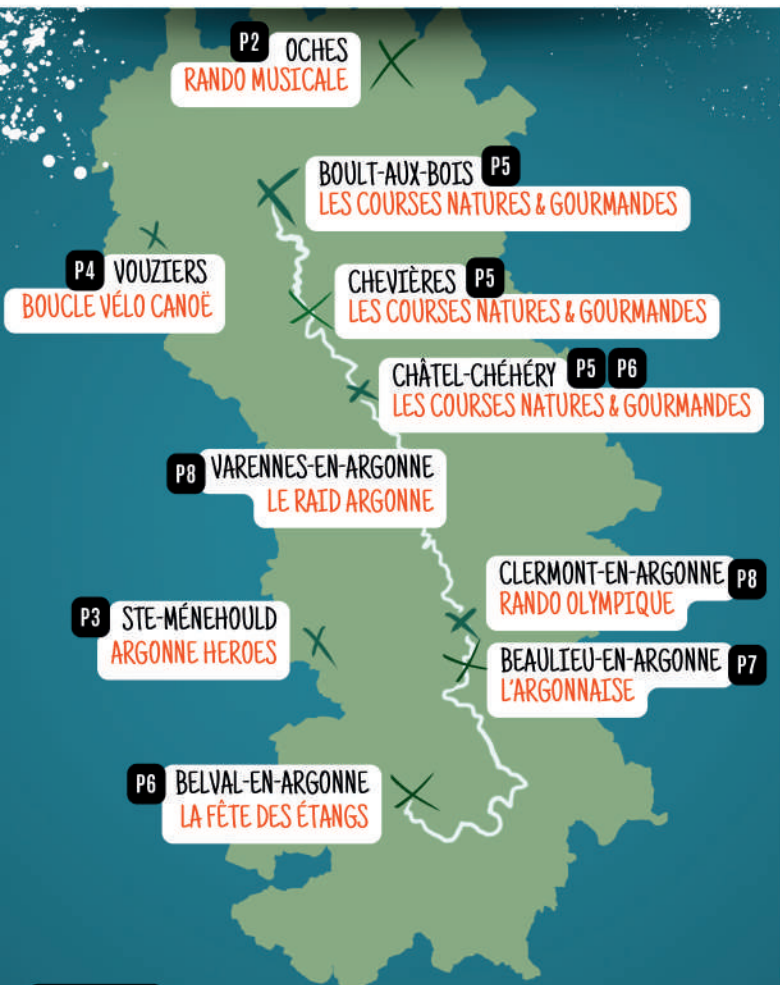 P2 OCHES
RANDO MUSICALE
BOULT-AUX-BOIS P5
LES COURSES NATURES & GOURMANDES
P4 VOUZIERS
BOUCLE VÉLO CANOË
CHEVIÈRES P5
LES COURSES NATURES & GOURMANDES
CHÂTEL-CHÉHÉRY P5 P6
LES COURSES NATURES & GOURMANDES
P8 VARENNES-EN-ARGONNE
LE RAID ARGONNE
CLERMONT-EN-ARGONNE P8
RANDO OLYMPIQUE
P3 STE-MÉNEHOULD
ARGONNE HEROES
BEAULIEU-EN-ARGONNE P7
L'ARGONNAISE
P6 BELVAL-EN-ARGONNE
LA FÊTE DES ÉTANGS